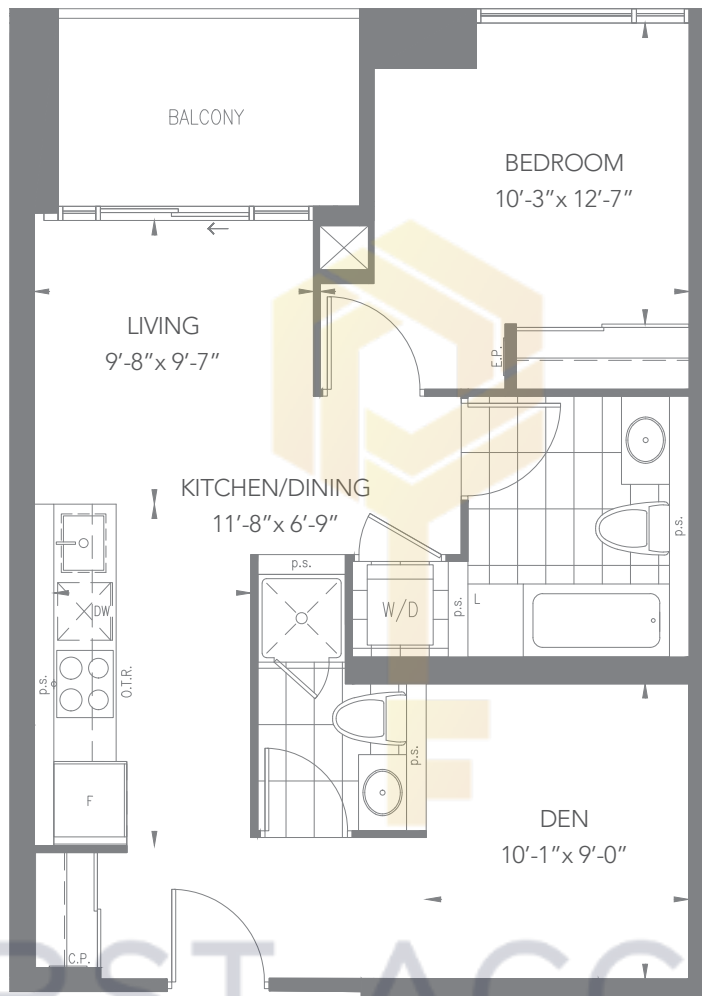 BALCONY
BEDROOM
10'-3"x 12'-7"
LIVING
9'-8"x 9'-7"
E.P.
KITCHEN/DINING
11'-8"x 6'-9"
p.s.
p.s.
W/D
p.s.
L
DW
O.T.R.
p.s.
p.s.
F
DEN
10'-1"x 9'-0"
C.P.